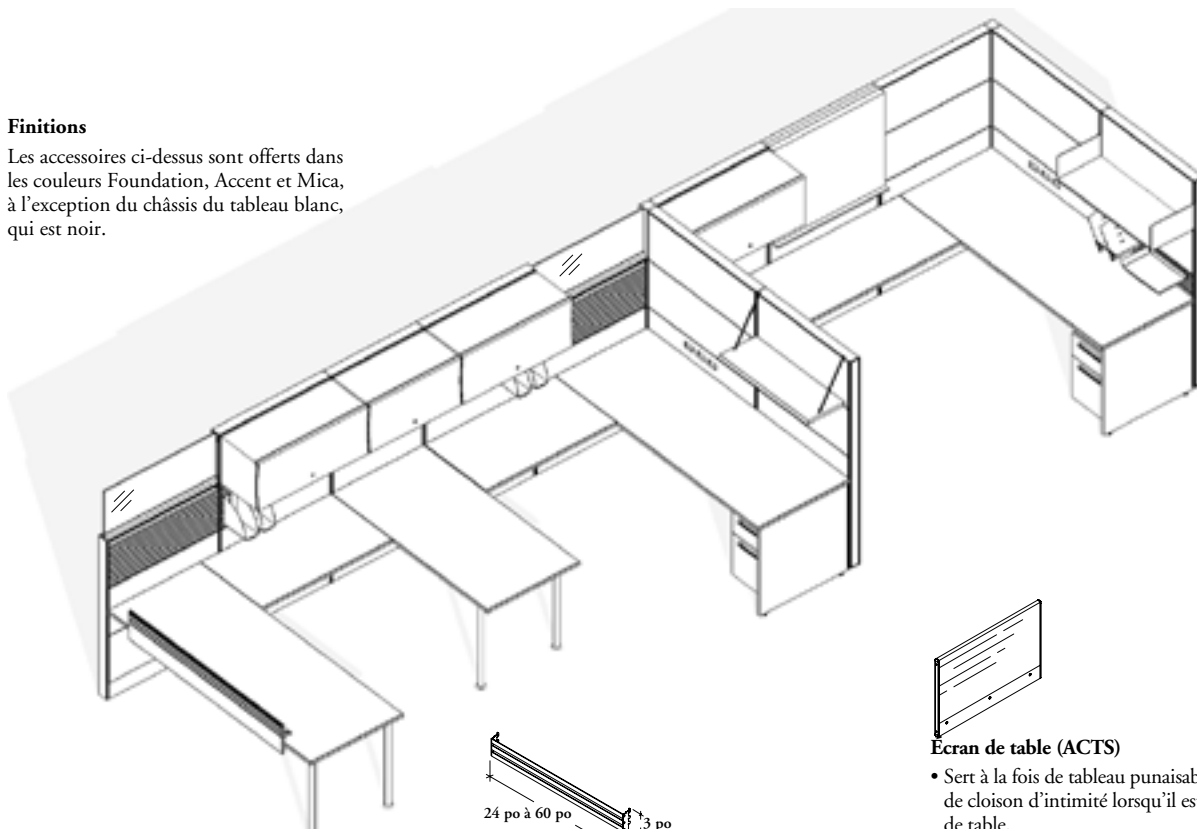 Finitions
Les accessoires ci-dessus sont offerts dans
les couleurs Foundation, Accent et Mica,
à l'exception du châssis du tableau blanc,
qui est noir.
24 po à 60 po
3 po
Écran de table (ACTS)
• Sert à la fois de tableau punaisab
de cloison d'intimité lorsqu'il es
de table